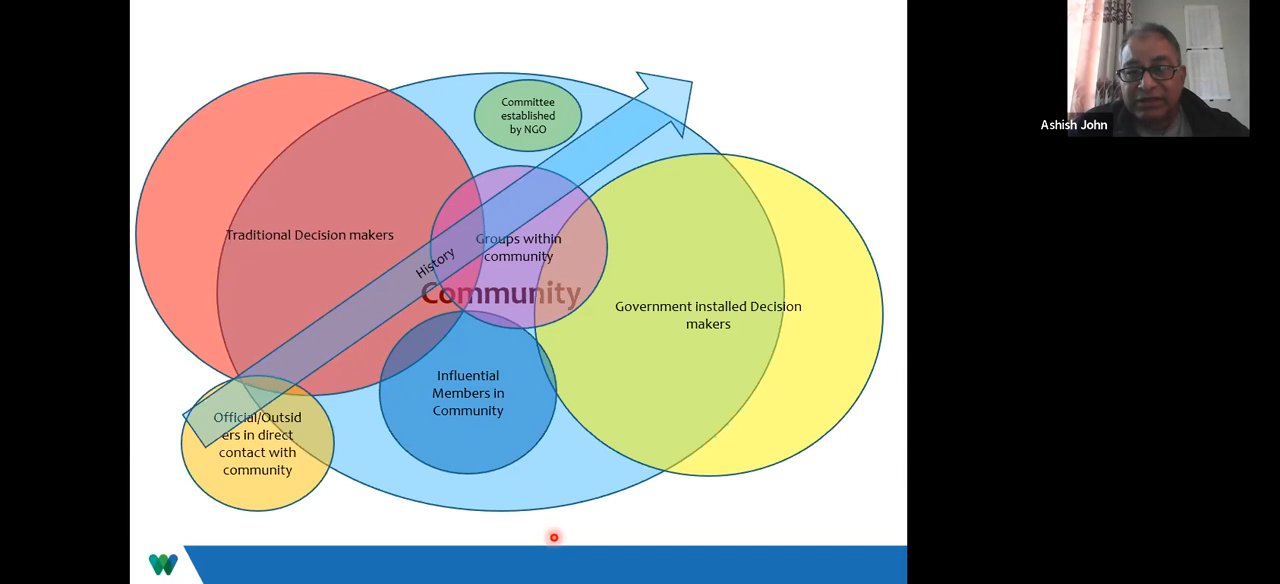 Committee
established
by NGO
Ashish John
Traditional Decision makers
Groups within
community
History
Community
Government installed Decision
makers
Influential
Members in
Community
Official/Outsid
ers in direct
contact with
community